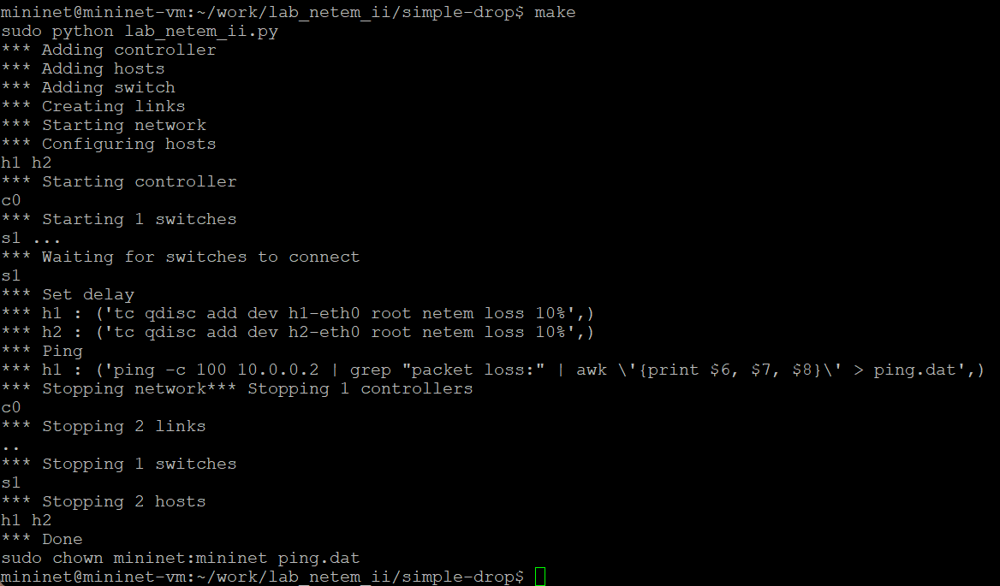 mininet@mininet-vm:~/work/lab_netem_ii/simple-drop$ make
sudo python lab_netem_ii.py
*** Adding controller
*** Adding hosts
*** Adding switch
*** Creating links
*** Starting network
*** Configuring hosts
h1 h2
*** Starting controller
c0
*** Starting 1 switches
s1 ...
*** Waiting for switches to connect
s1
*** Set delay
*** h1 : ('tc qdisc add dev h1-eth0 root netem loss 10%',)
*** h2 : ('tc qdisc add dev h2-eth0 root netem loss 10%',)
*** Ping
*** h1 : ('ping -c 100 10.0.0.2 | grep "packet loss:" | awk \'{print $6, $7, $8}\' > ping.dat',)
*** Stopping network*** Stopping 1 controllers
c0
*** Stopping 2 links
..
*** Stopping 1 switches
s1
*** Stopping 2 hosts
h1 h2
*** Done
sudo chown mininet:mininet ping.dat
mininet@mininet-vm:~/work/lab_netem_ii/simple-drop$